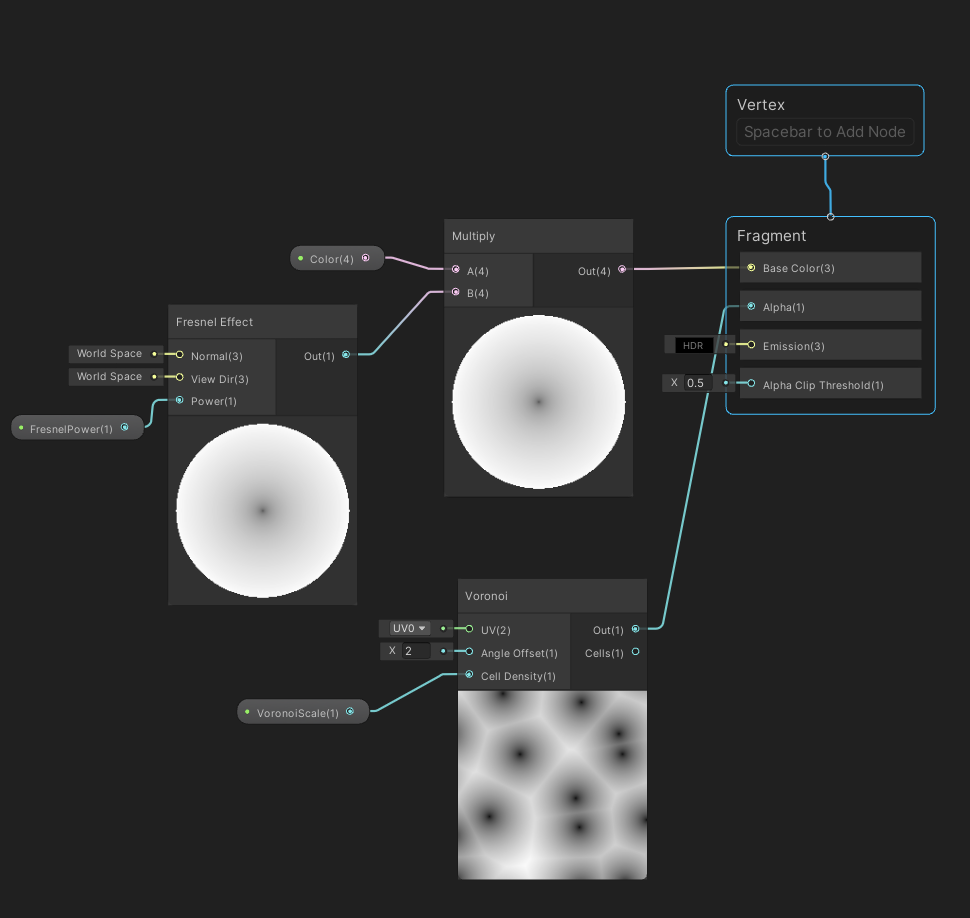 Vertex
Spacebar to Add Node
Fragment
Base Color(3)
Alpha(1)
HDR
Emission(3)
X 0.5
Alpha Clip Threshold(1)
Multiply
Color(4)
A(4)
Out(4)
B(4)
Fresnel Effect
World Space
Normal(3)
Out(1)
World Space
View Dir(3)
Power(1)
FresnelPower(1)
Voronoi
UV0
UV(2)
Out(1)
X 2
Angle Offset(1)
Cells(1)
Cell Density(1)
VoronoiScale(1)